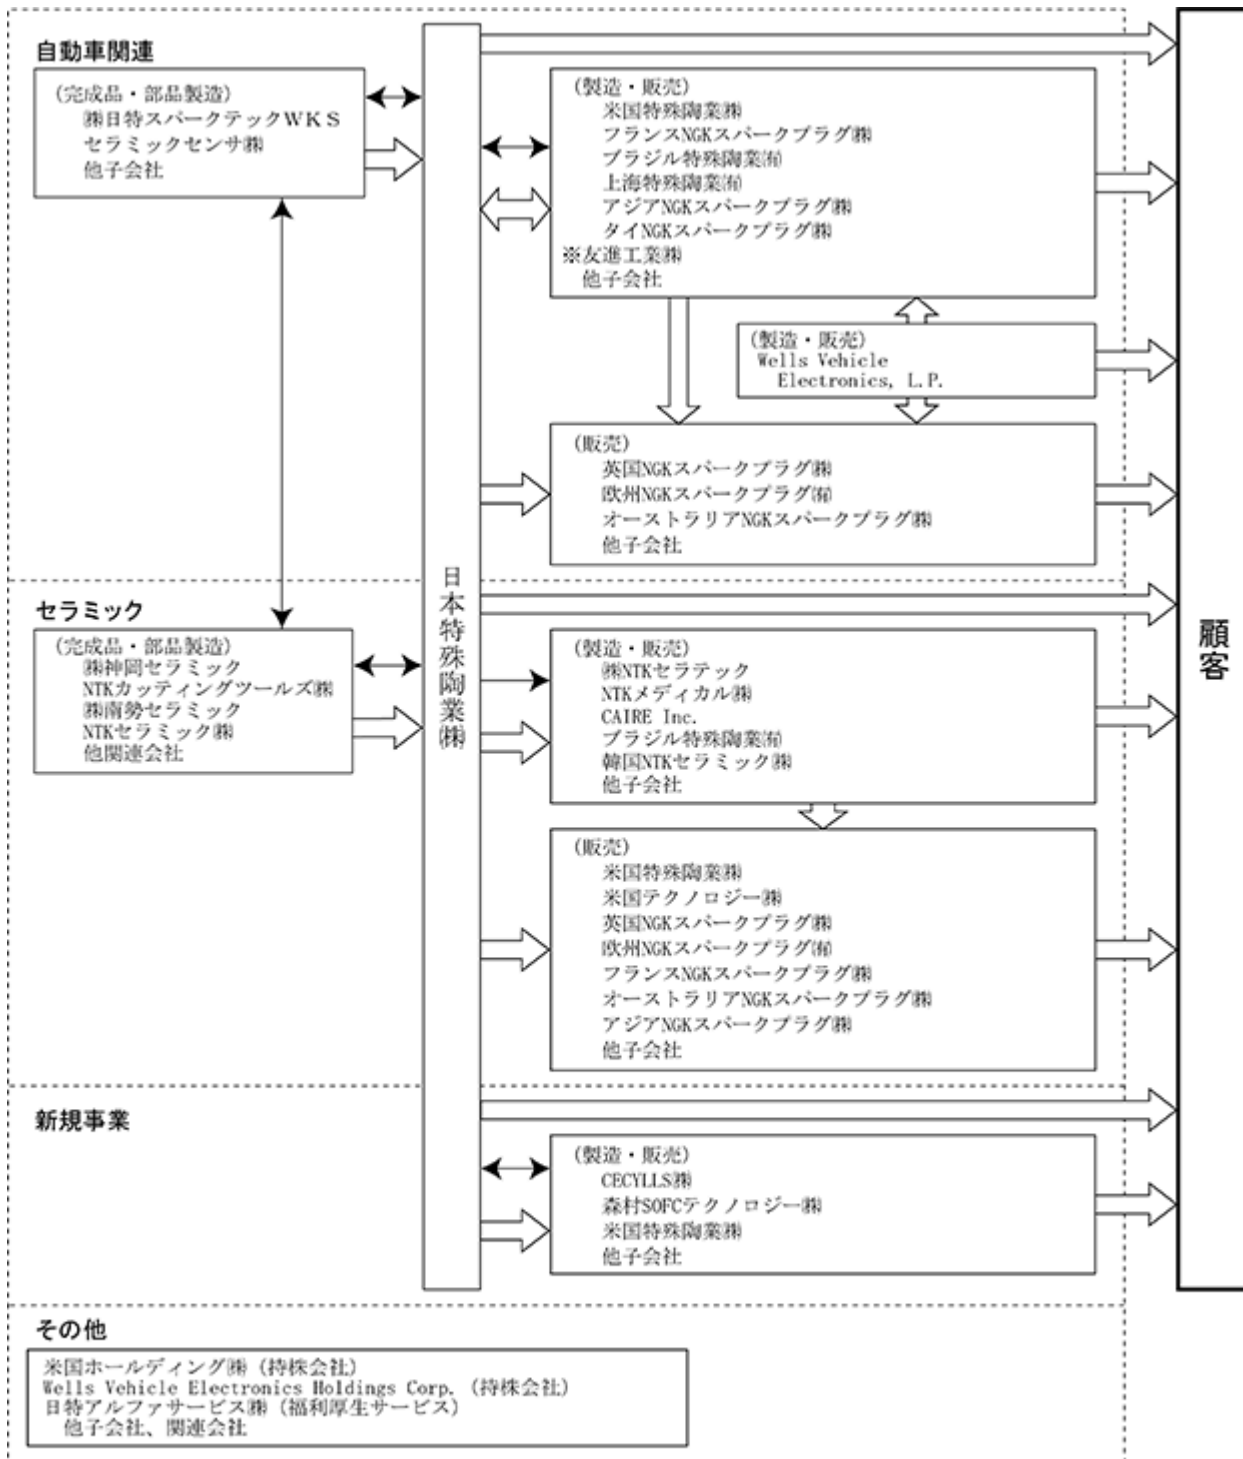 自動車関連
(完成品・部品製造)
㈱日特スパークテックＷＫＳ
セラミックセンサ㈱
他子会社
(製造・販売)
米国特殊陶業㈱
フランスNGKスパークプラグ㈱
ブラジル特殊陶業㈲
上海特殊陶業㈲
アジアNGKスパークプラグ㈱
タイNGKスパークプラグ㈱
※友進工業㈱
他子会社
(製造・販売)
Wells Vehicle
Electronics, L.P.
(販売)
英国NGKスパークプラグ㈱
欧州NGKスパークプラグ㈲
オーストラリアNGKスパークプラグ㈱
他子会社
日本特殊陶業㈱
顧客
セラミック
(完成品・部品製造)
㈱神岡セラミック
NTKカッティングツールズ㈱
㈱南勢セラミック
NTKセラミック㈱
他関連会社
(製造・販売)
㈱NTKセラテック
NTKメディカル㈱
CAIRE Inc.
ブラジル特殊陶業㈲
韓国NTKセラミック㈱
他子会社
(販売)
米国特殊陶業㈱
米国テクノロジー㈱
英国NGKスパークプラグ㈱
欧州NGKスパークプラグ㈲
フランスNGKスパークプラグ㈱
オーストラリアNGKスパークプラグ㈱
アジアNGKスパークプラグ㈱
他子会社
新規事業
(製造・販売)
CECYLLS㈱
森村SOFCテクノロジー㈱
米国特殊陶業㈱
他子会社
その他
米国ホールディング㈱ (持株会社)
Wells Vehicle Electronics Holdings Corp. (持株会社)
日特アルファサービス㈱ (福利厚生サービス)
他子会社、関連会社